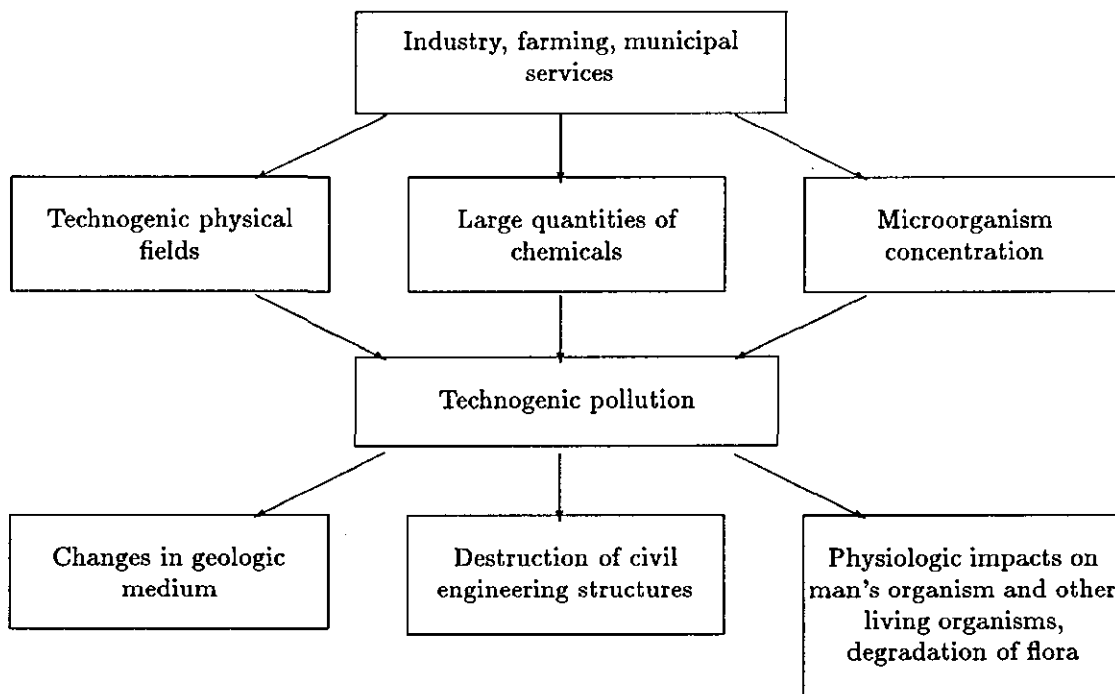 Industry, farming, municipal
services
Technogenic physical
fields
Large quantities of
chemicals
Microorganism
concentration
Technogenic pollution
Changes in geologic
medium
Destruction of civil
engineering structures
Physiologic impacts on
man's organism and other
living organisms,
degradation of flora